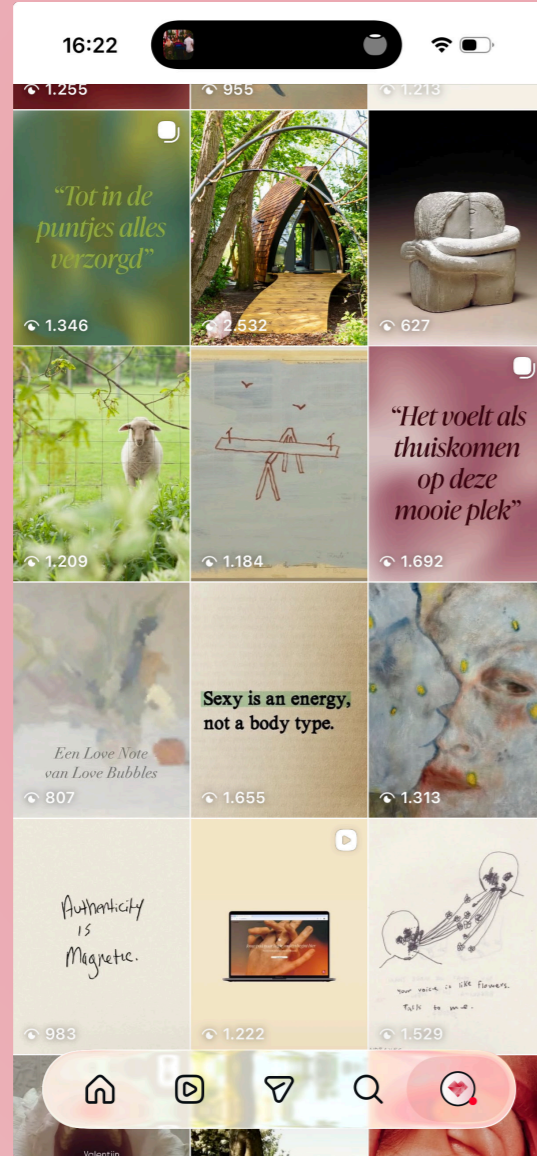 16:22
1.255
955
1.213
“Tot in de
puntjes alles
verzorgd”
1.346
2.532
627
1.209
1.184
“Het voelt als
thuiskomen
op deze
mooie plek”
1.692
Een Love Note
van Love Bubbles
807
Sexy is an energy,
not a body type.
1.655
1.313
Authenticity
is
Magnetic.
983
1.222
your voice is like flowers.
Talk to me.
1.529
Valentijn